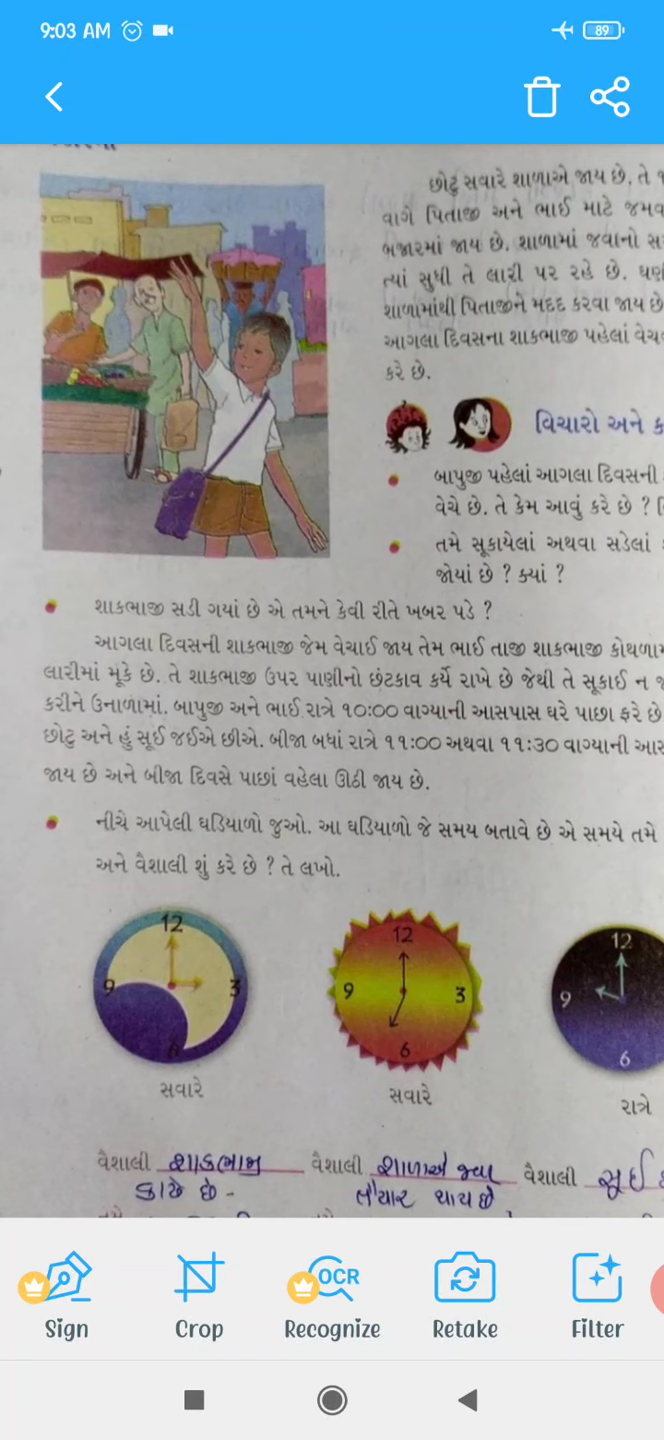 9:03 AM
89
છોટુ સવારે શાળાએ જાય છે. તે
વાગે પિતાજી અને ભાઈ માટે
બજારમાં જાય છે. શાળામાં જવાનો
ત્યાં સુધી તે લારી પર રહે છે.
શાળામાંથી પિતાજીને મદદ કરવા જાય છે
આગલા દિવસના શાકભાજી પહેલાં
કરે છે.
વિચારો અને
બાપુજી પહેલાં આગલા દિવસની
વેચે છે. તે કેમ આવું કરે છે ?
તમે સૂકાયેલાં અથવા સડેલાં
જોયાં છે ? ક્યાં ?
શાકભાજી સડી ગયાં છે એ તમને કેવી રીતે ખબર પડે ?
આગલા દિવસની શાકભાજી જેમ વેચાઈ જાય તેમ ભાઈ તાજી શાકભાજી
લારીમાં મૂંકે છે. તે શાકભાજી ઉપર પાણીનો છંટકાવ કર્યે રાખે છે જેથી તે સૂકાઈ ન
કરીને ઉનાળામાં. બાપુજી અને ભાઈ રાત્રે ૧૦:૦૦ વાગ્યાની આસપાસ ઘરે પાછા ફરે છે
છોટુ અને હું સૂઈ જઈએ છીએ. બીજા બધાં રાત્રે ૧૧:૦૦ અથવા ૧૧:૩૦ વાગ્યાની
જાય છે અને બીજા દિવસે પાછાં વહેલા ઊઠી જાય છે.
નીચે આપેલી ઘડિયાળો જુઓ. આ ઘડિયાળો જે સમય બતાવે છે એ સમયે તમે
અને વૈશાલી શું કરે છે ? તે લખો.
12 12 12
9 3 9 3 9
6 6 6
સવારે સવારે રાત્રે
વૈશાલી શાકભાજી વૈશાલી શાળાએ જવા વૈશાલી સૂઈ
કાઢે છે - તૈયાર થાય છે
Sign Crop OCR Recognize Retake Filter